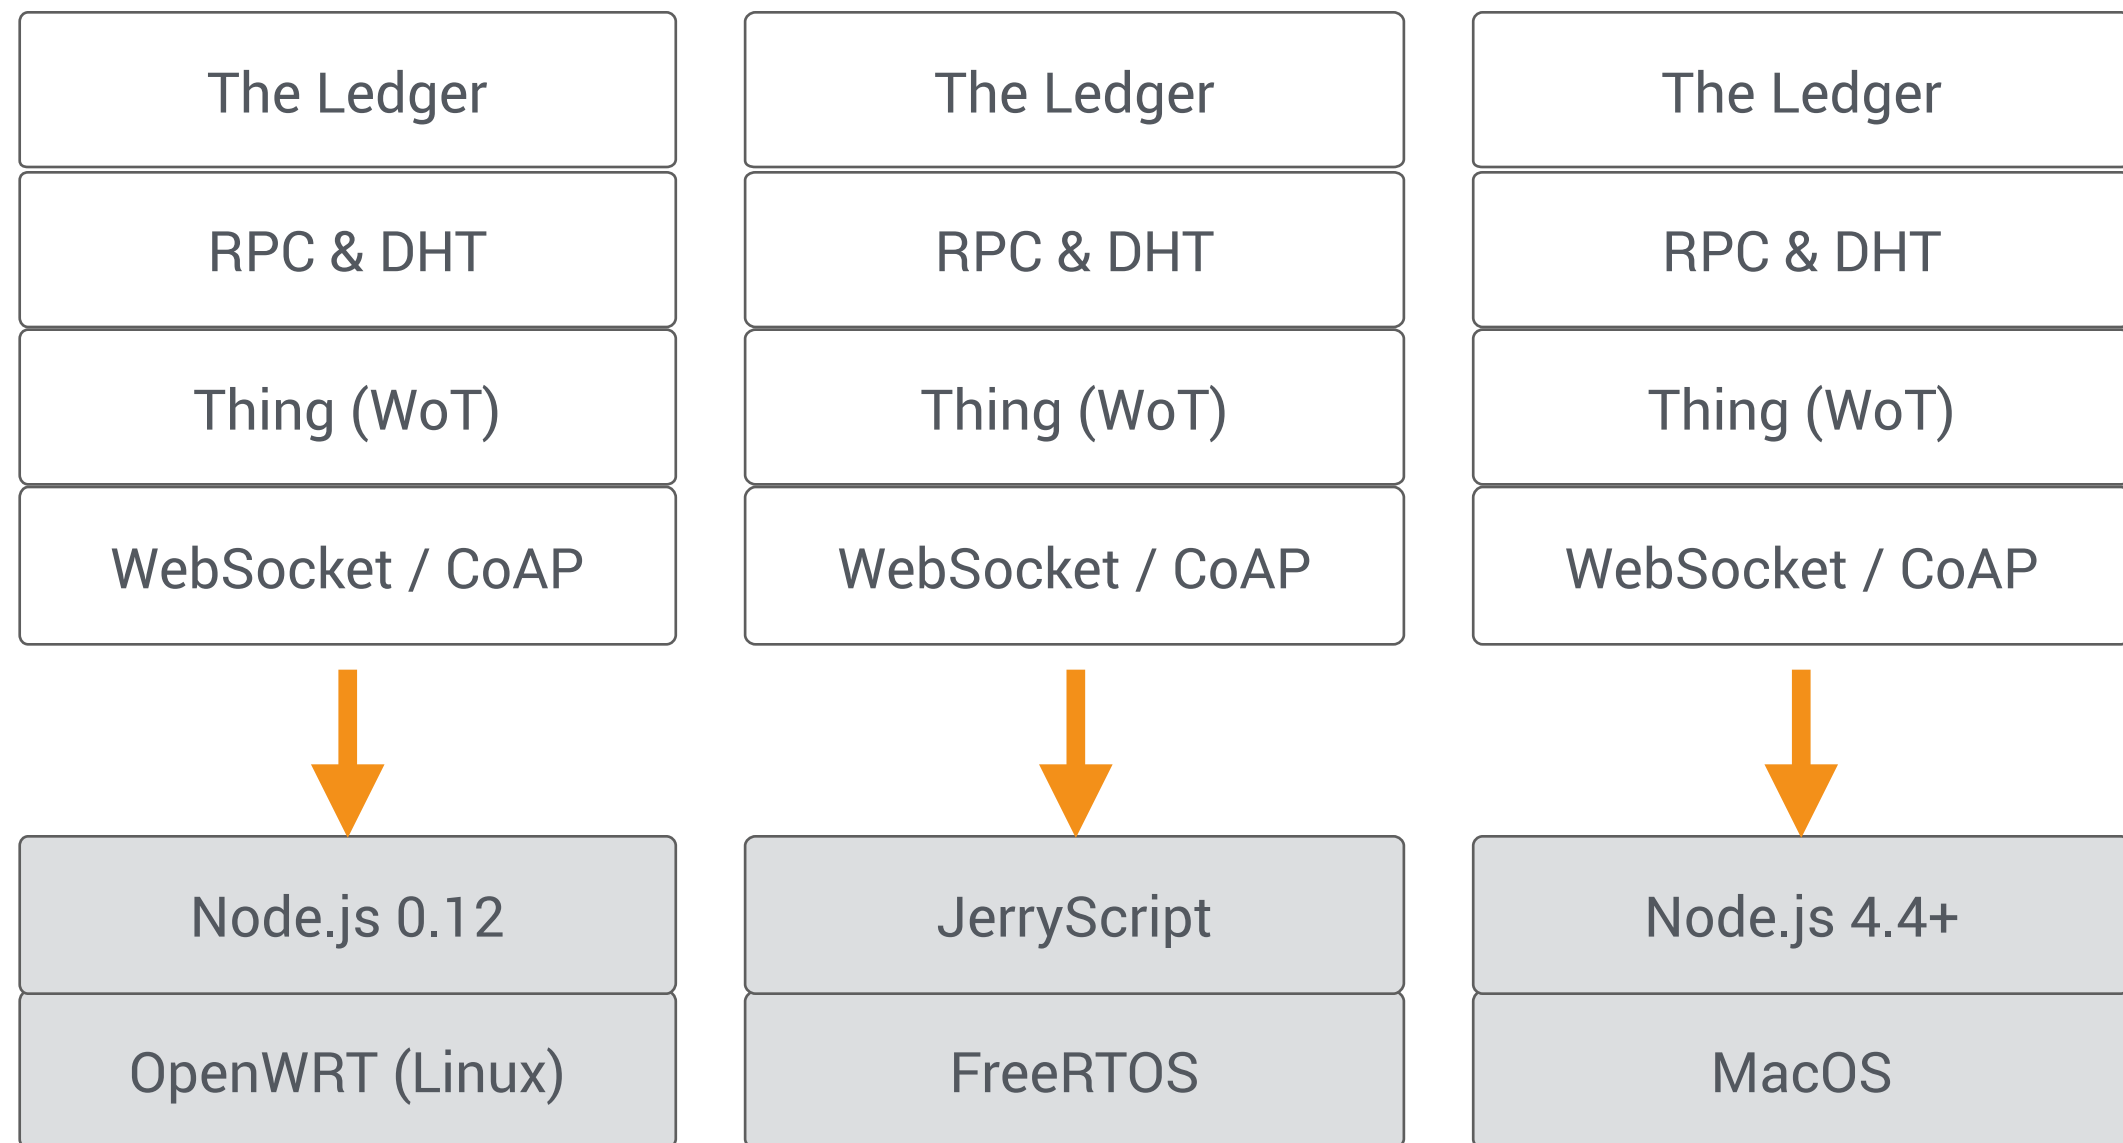 The Ledger
RPC & DHT
Thing (WoT)
WebSocket / CoAP
Node.js 0.12
OpenWRT (Linux)
The Ledger
RPC & DHT
Thing (WoT)
WebSocket / CoAP
JerryScript
FreeRTOS
The Ledger
RPC & DHT
Thing (WoT)
WebSocket / CoAP
Node.js 4.4+
MacOS